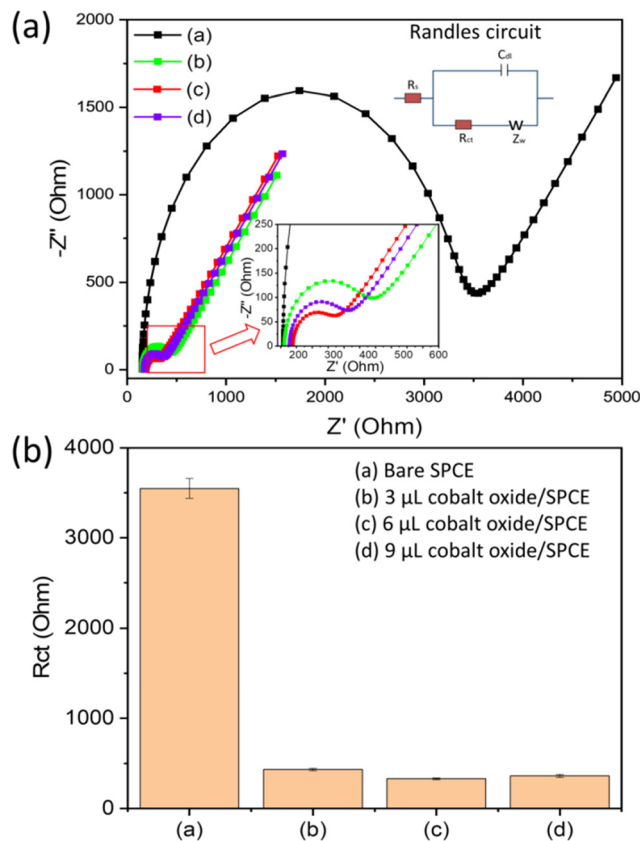 (a)
2000
1500
1000
500
0
-Z'' (Ohm)
(a)
(b)
(c)
(d)
Randles circuit
Cdl
Rs
Rct
Zw
250
200
150
100
50
0
-Z'' (Ohm)
200 300 400 500 600
Z' (Ohm)
0 1000 2000 3000 4000 5000
Z' (Ohm)
(b)
4000
3000
2000
1000
0
Rct (Ohm)
(a) Bare SPCE
(b) 3 µL cobalt oxide/SPCE
(c) 6 µL cobalt oxide/SPCE
(d) 9 µL cobalt oxide/SPCE
(a) (b) (c) (d)